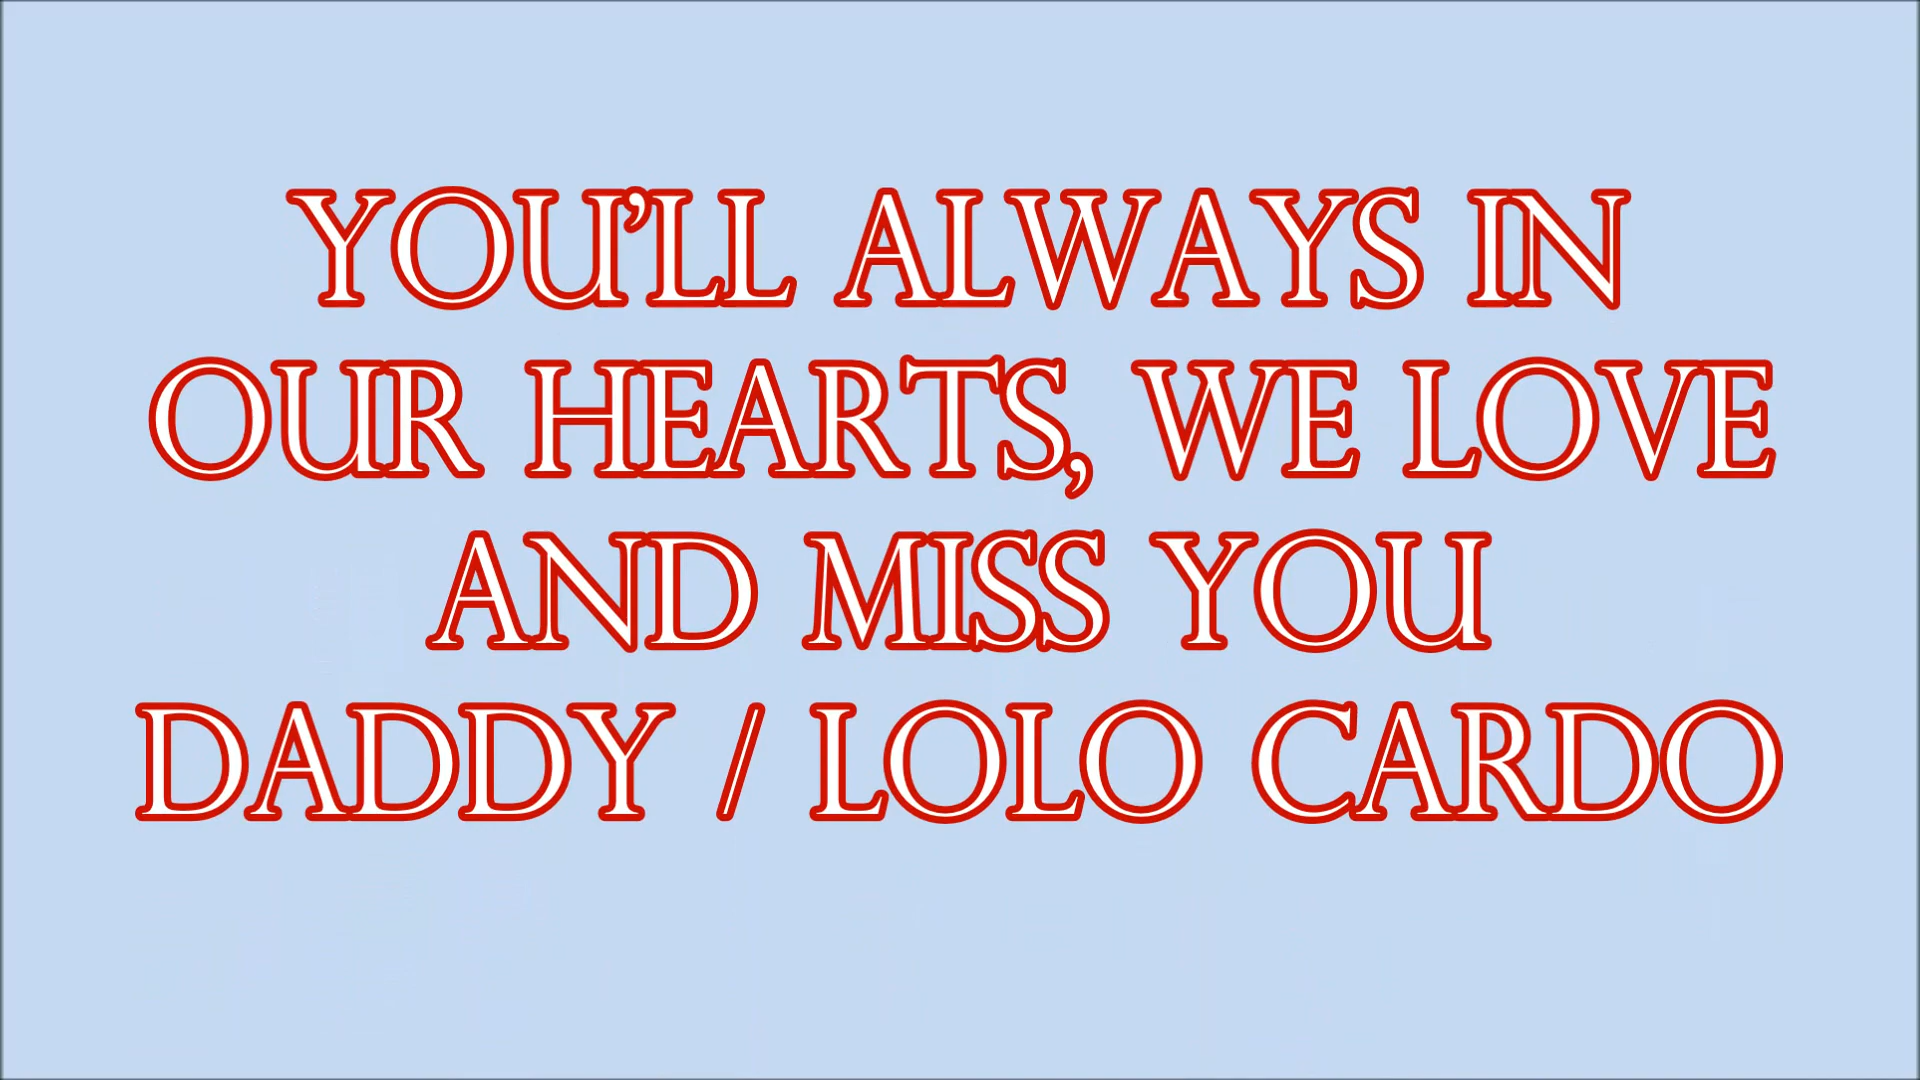 YOU'LL ALWAYS IN
OUR HEARTS, WE LOVE
AND MISS YOU
DADDY / LOLO CARDO